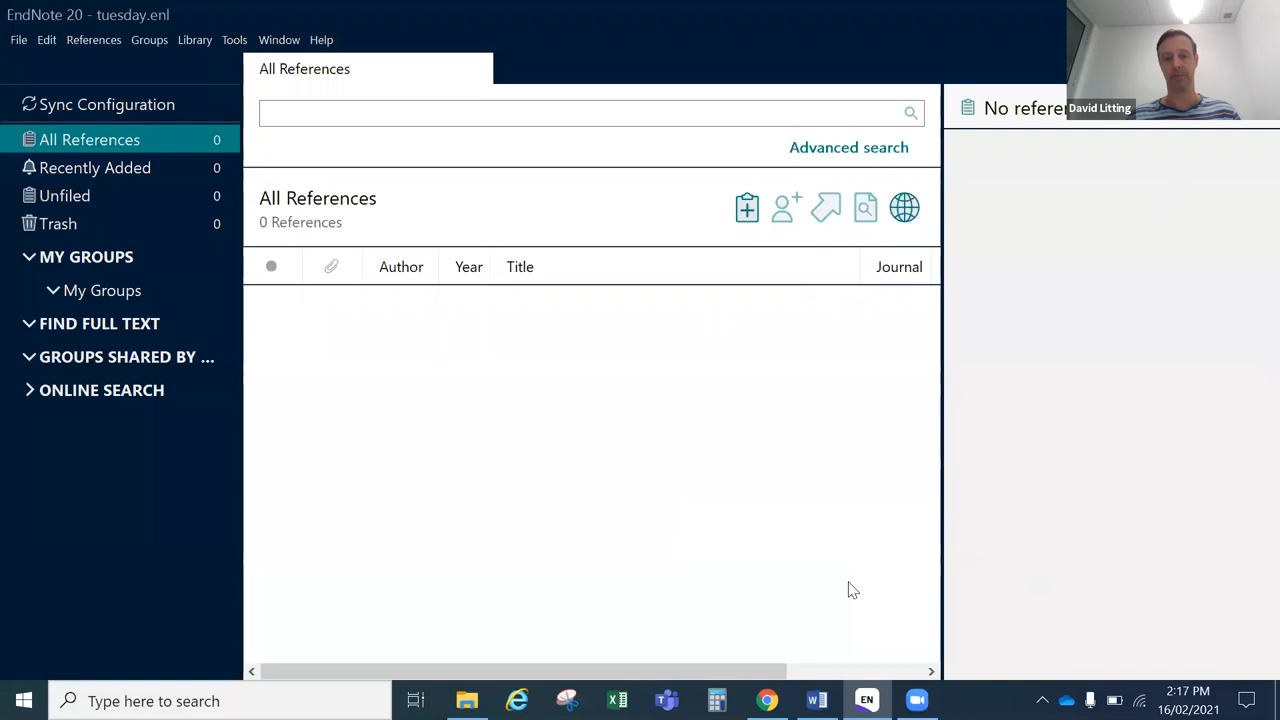 EndNote 20 - tuesday.enl
File Edit References Groups Library Tools Window Help
All References
Sync Configuration
All References 0
Recently Added 0
Unfiled 0
Trash 0
MY GROUPS
My Groups
FIND FULL TEXT
GROUPS SHARED BY ...
ONLINE SEARCH
Advanced search
All References
0 References
Author Year Title Journal
No refere
David Litting
Type here to search
EN
2:17 PM
16/02/2021